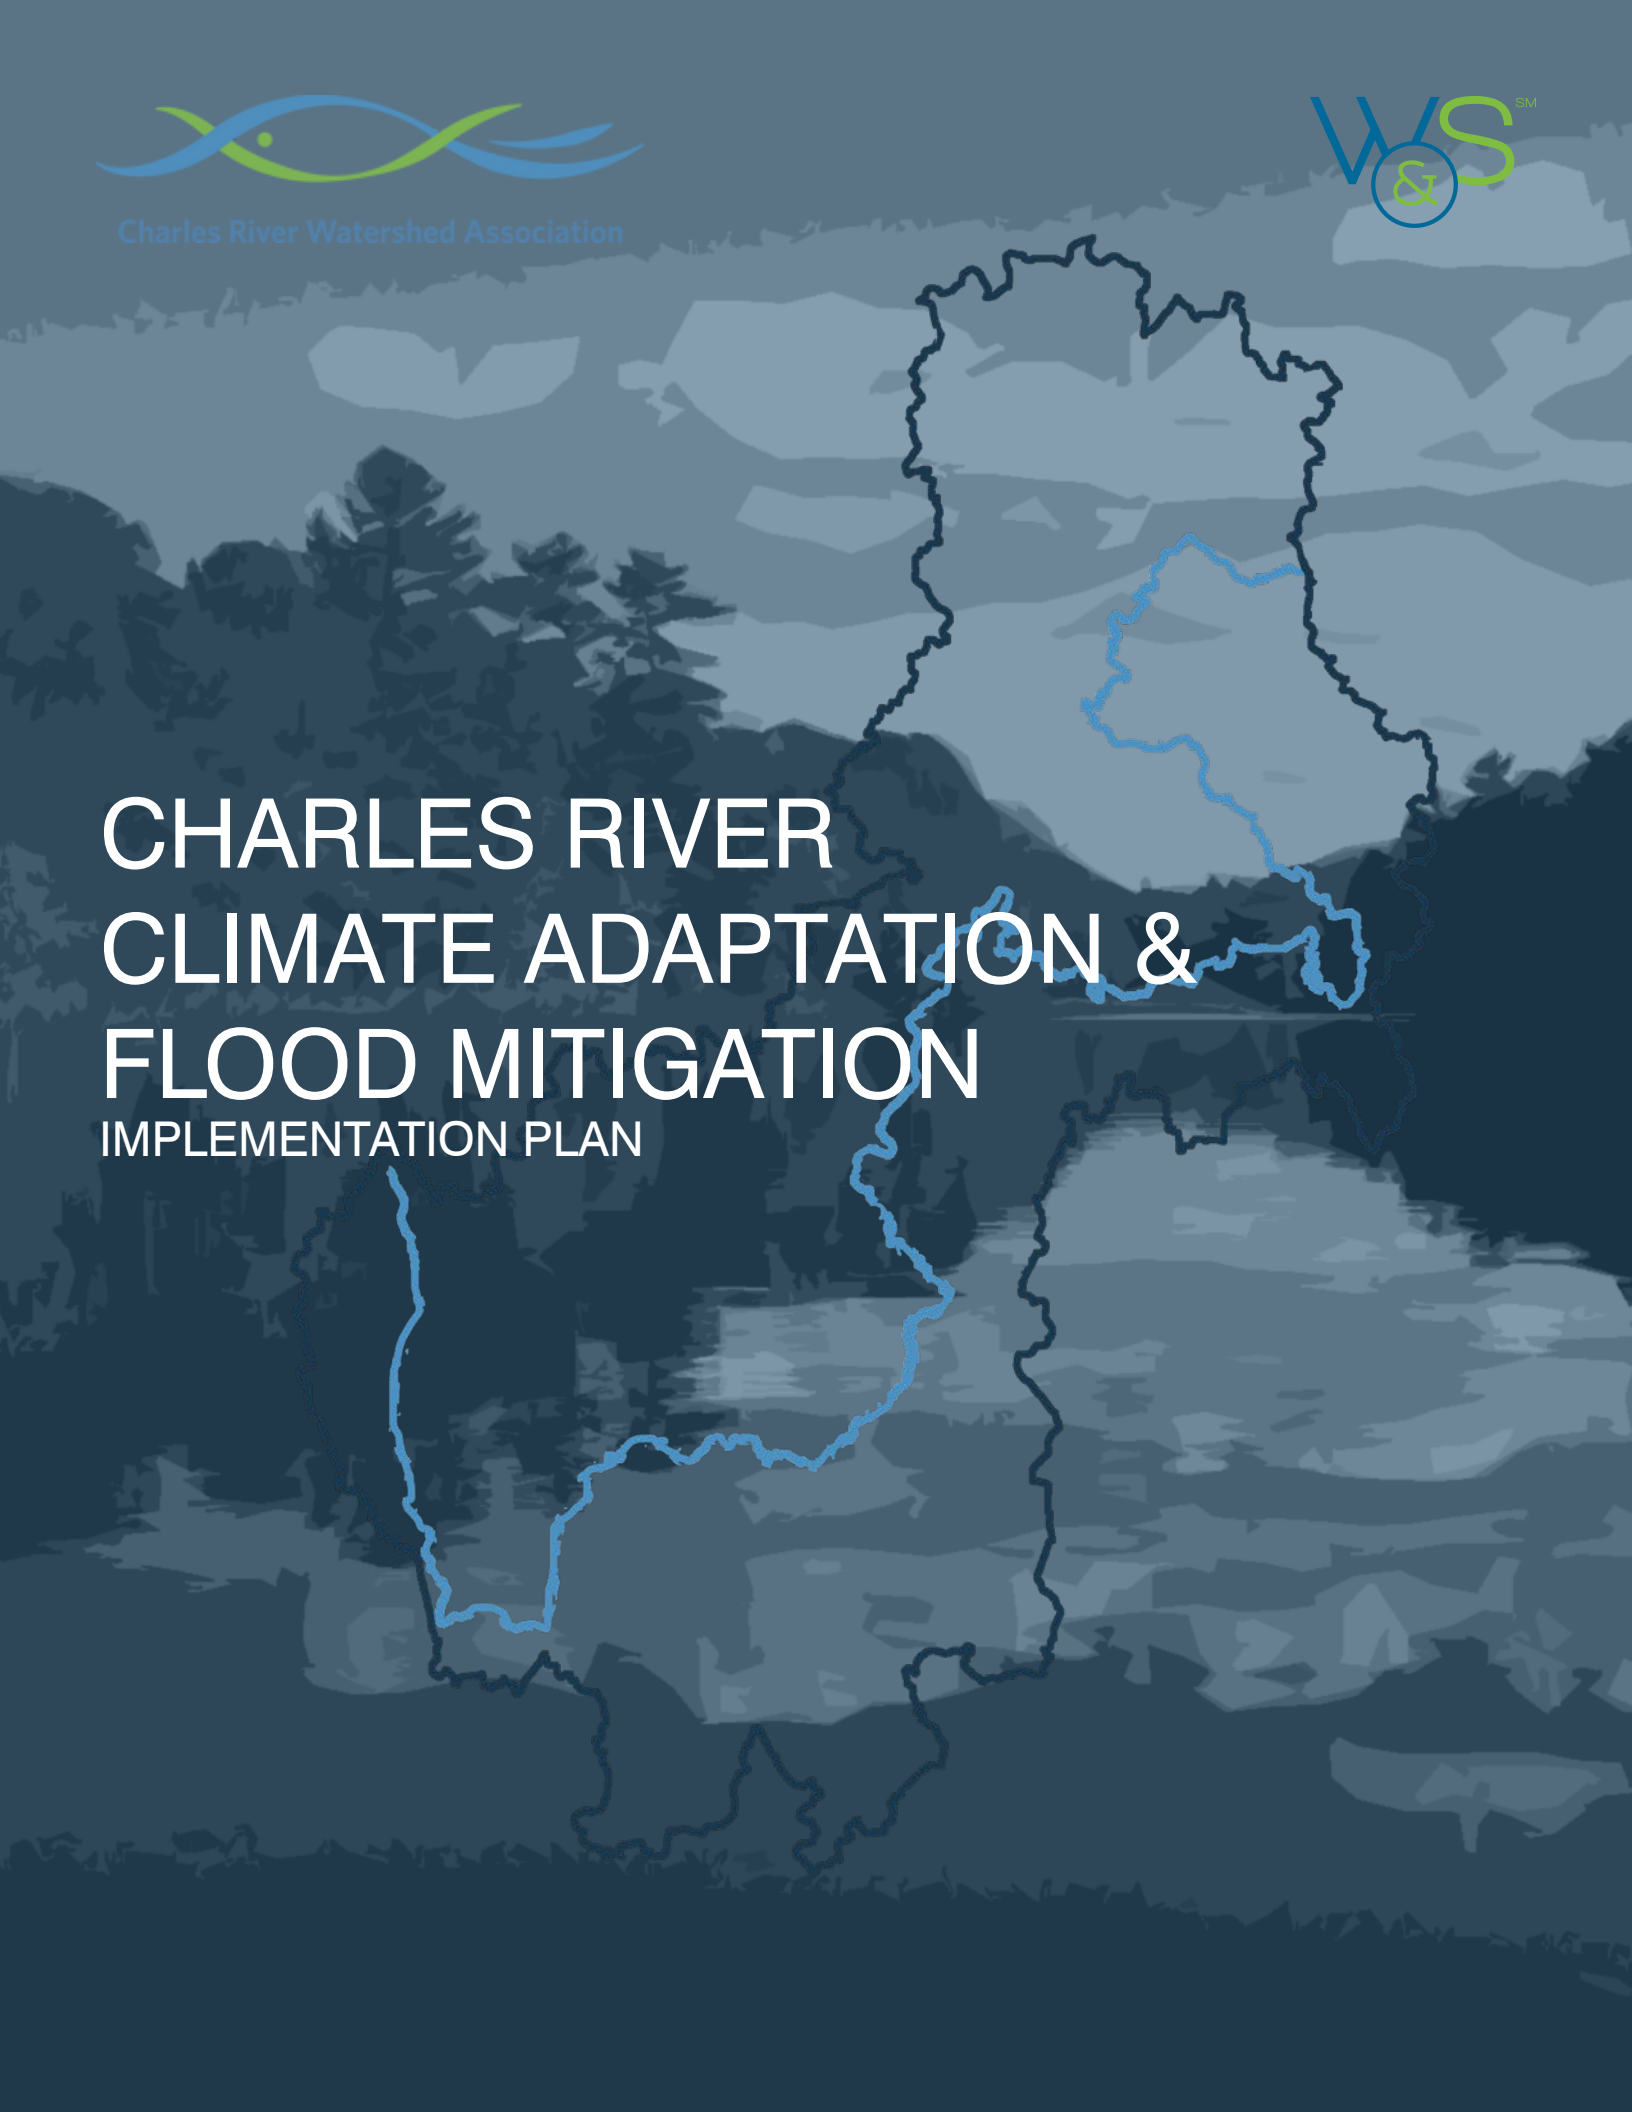 Charles River Watershed Association
W&S SM
CHARLES RIVER
CLIMATE ADAPTATION &
FLOOD MITIGATION
IMPLEMENTATION PLAN